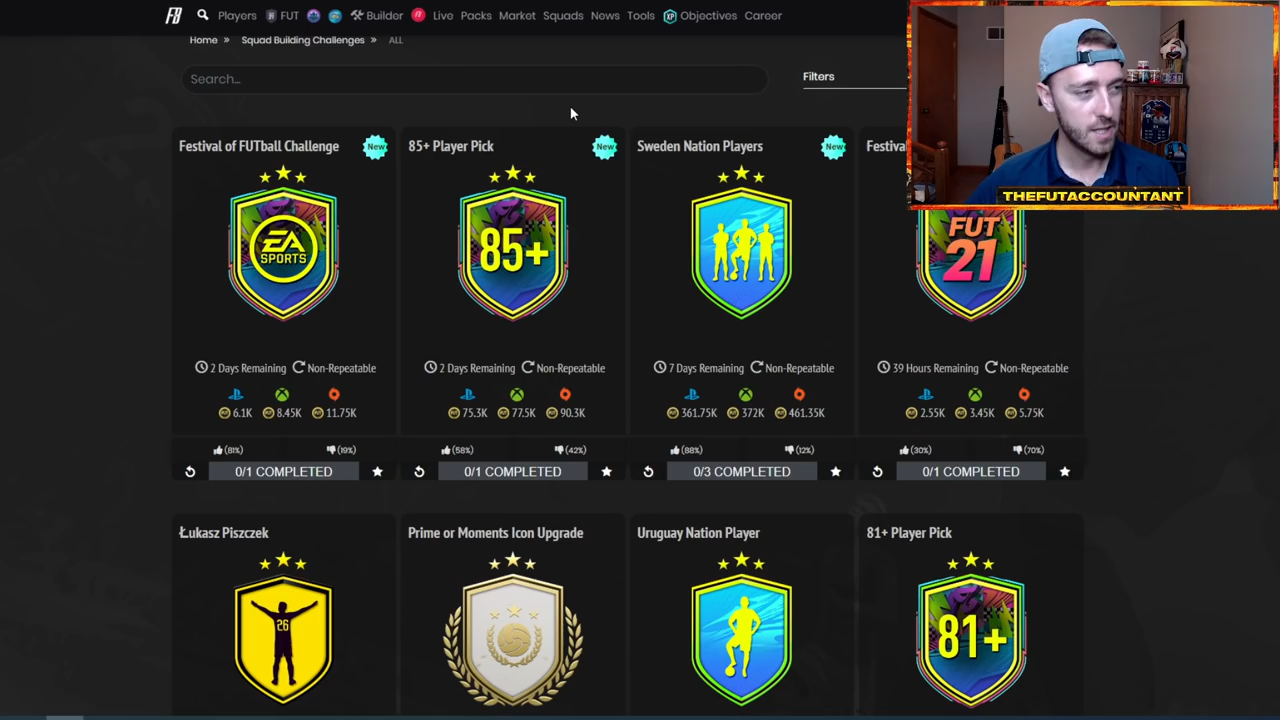 FB Players FUT Builder Live Packs Market Squads News Tools XP Objectives Career
Home » Squad Building Challenges » ALL
Search...
Filters
THEFUTACCOUNTANT
Festival of FUTball Challenge New
85+ Player Pick New
Sweden Nation Players New
Festival
EA SPORTS
85+
FUT 21
2 Days Remaining Non-Repeatable
2 Days Remaining Non-Repeatable
7 Days Remaining Non-Repeatable
39 Hours Remaining Non-Repeatable
6.1K 8.45K 11.75K
75.3K 77.5K 90.3K
361.75K 372K 461.35K
2.55K 3.45K 5.75K
(81%) (19%)
(58%) (42%)
(88%) (12%)
(30%) (70%)
0/1 COMPLETED
0/1 COMPLETED
0/3 COMPLETED
0/1 COMPLETED
Łukasz Piszczek
Prime or Moments Icon Upgrade
Uruguay Nation Player
81+ Player Pick
26
81+